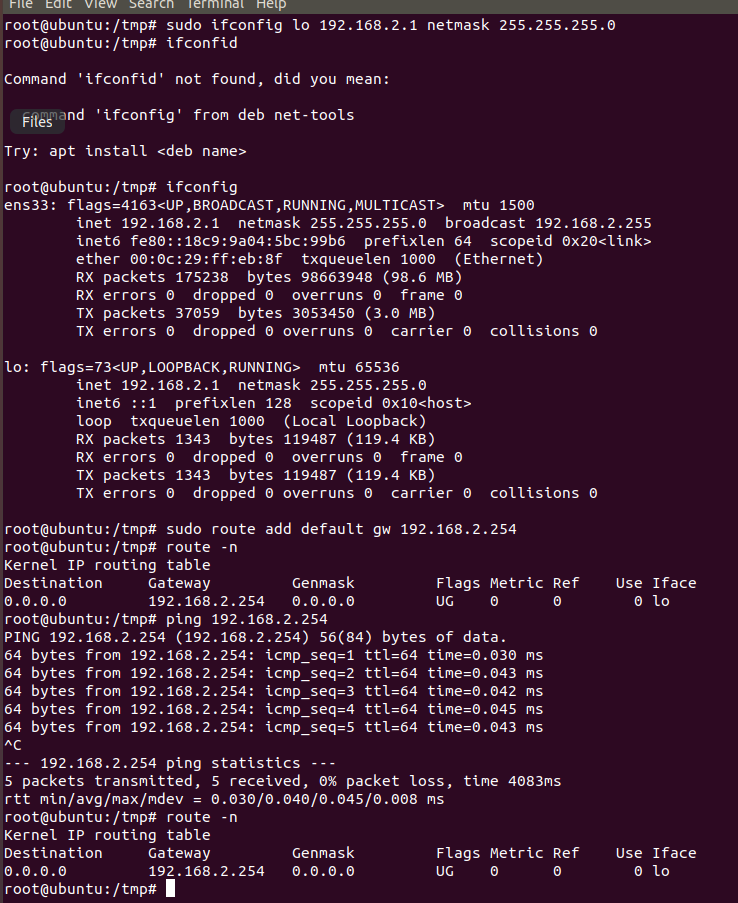 File Edit View Search Terminal Help
root@ubuntu:/tmp# sudo ifconfig lo 192.168.2.1 netmask 255.255.255.0
root@ubuntu:/tmp# ifconfid
Command 'ifconfid' not found, did you mean:
command 'ifconfig' from deb net-tools
Files
Try: apt install <deb name>
root@ubuntu:/tmp# ifconfig
ens33: flags=4163<UP,BROADCAST,RUNNING,MULTICAST>  mtu 1500
        inet 192.168.2.1  netmask 255.255.255.0  broadcast 192.168.2.255
        inet6 fe80::18c9:9a04:5bc:99b6  prefixlen 64  scopeid 0x20<link>
        ether 00:0c:29:ff:eb:8f  txqueuelen 1000  (Ethernet)
        RX packets 175238  bytes 98663948 (98.6 MB)
        RX errors 0  dropped 0  overruns 0  frame 0
        TX packets 37059  bytes 3053450 (3.0 MB)
        TX errors 0  dropped 0 overruns 0  carrier 0  collisions 0
lo: flags=73<UP,LOOPBACK,RUNNING>  mtu 65536
        inet 192.168.2.1  netmask 255.255.255.0
        inet6 ::1  prefixlen 128  scopeid 0x10<host>
        loop  txqueuelen 1000  (Local Loopback)
        RX packets 1343  bytes 119487 (119.4 KB)
        RX errors 0  dropped 0  overruns 0  frame 0
        TX packets 1343  bytes 119487 (119.4 KB)
        TX errors 0  dropped 0 overruns 0  carrier 0  collisions 0
root@ubuntu:/tmp# sudo route add default gw 192.168.2.254
root@ubuntu:/tmp# route -n
Kernel IP routing table
Destination     Gateway         Genmask         Flags Metric Ref    Use Iface
0.0.0.0         192.168.2.254   0.0.0.0         UG    0      0        0 lo
root@ubuntu:/tmp# ping 192.168.2.254
PING 192.168.2.254 (192.168.2.254) 56(84) bytes of data.
64 bytes from 192.168.2.254: icmp_seq=1 ttl=64 time=0.030 ms
64 bytes from 192.168.2.254: icmp_seq=2 ttl=64 time=0.043 ms
64 bytes from 192.168.2.254: icmp_seq=3 ttl=64 time=0.042 ms
64 bytes from 192.168.2.254: icmp_seq=4 ttl=64 time=0.045 ms
64 bytes from 192.168.2.254: icmp_seq=5 ttl=64 time=0.043 ms
^C
--- 192.168.2.254 ping statistics ---
5 packets transmitted, 5 received, 0% packet loss, time 4083ms
rtt min/avg/max/mdev = 0.030/0.040/0.045/0.008 ms
root@ubuntu:/tmp# route -n
Kernel IP routing table
Destination     Gateway         Genmask         Flags Metric Ref    Use Iface
0.0.0.0         192.168.2.254   0.0.0.0         UG    0      0        0 lo
root@ubuntu:/tmp#